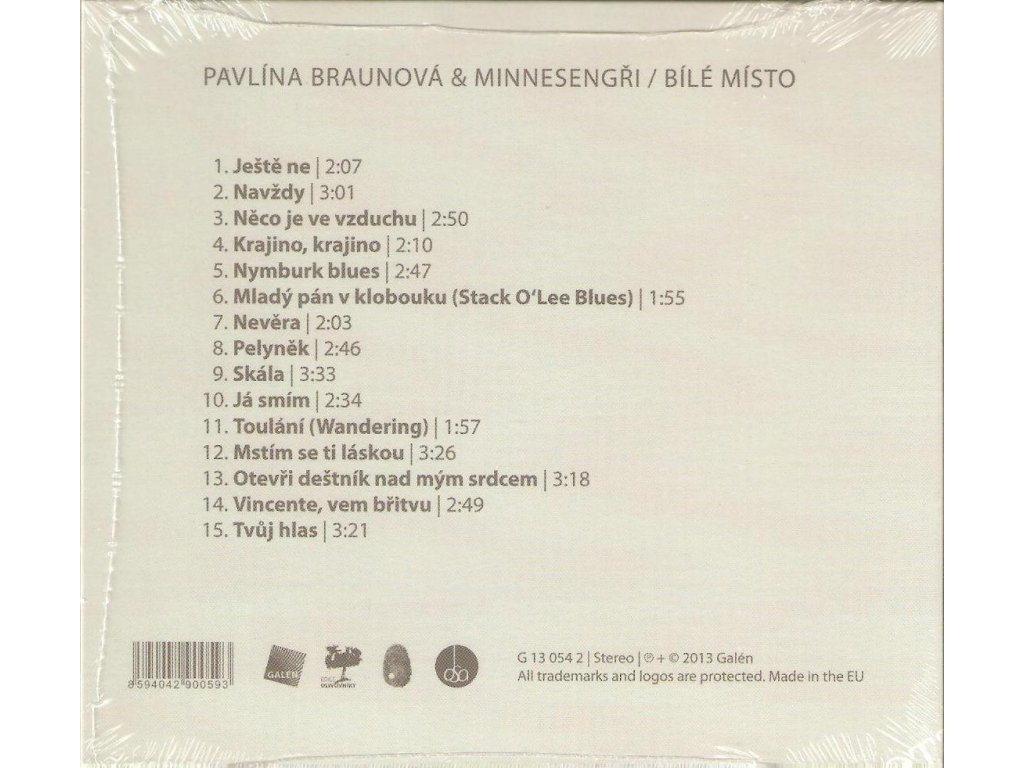 PAVLÍNA BRAUNOVÁ & MINNESENGŘI / BÍLÉ MÍSTO
1. Ještě ne | 2:07
2. Navždy | 3:01
3. Něco je ve vzduchu | 2:50
4. Krajino, krajino | 2:10
5. Nymburk blues | 2:47
6. Mladý pán v klobouku (Stack O‘Lee Blues) | 1:55
7. Nevěra | 2:03
8. Pelyněk | 2:46
9. Skála | 3:33
10. Já smím | 2:34
11. Toulání (Wandering) | 1:57
12. Mstím se ti láskou | 3:26
13. Otevři deštník nad mým srdcem | 3:18
14. Vincente, vem břitvu | 2:49
15. Tvůj hlas | 3:21
8 594042 900593
GALÉN
osa
G 13 054 2 | Stereo | ℗ + © 2013 Galén
All trademarks and logos are protected. Made in the EU